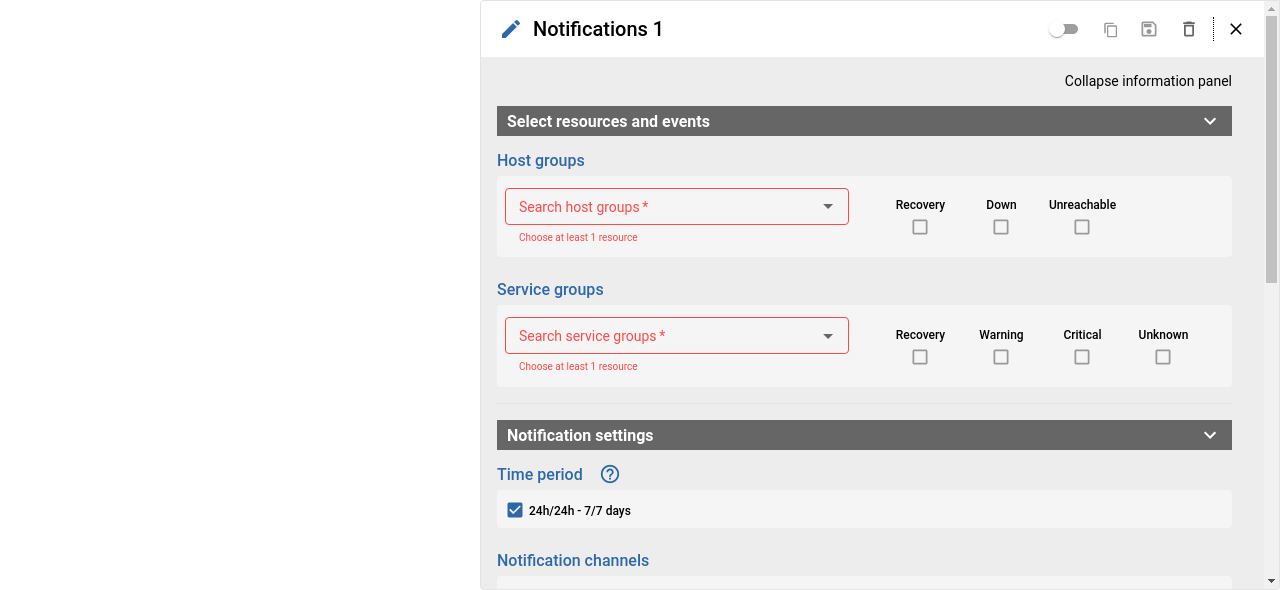 Notifications 1
Collapse information panel
Select resources and events
Host groups
Search host groups *
Choose at least 1 resource
Recovery Down Unreachable
Service groups
Search service groups *
Choose at least 1 resource
Recovery Warning Critical Unknown
Notification settings
Time period
24h/24h - 7/7 days
Notification channels